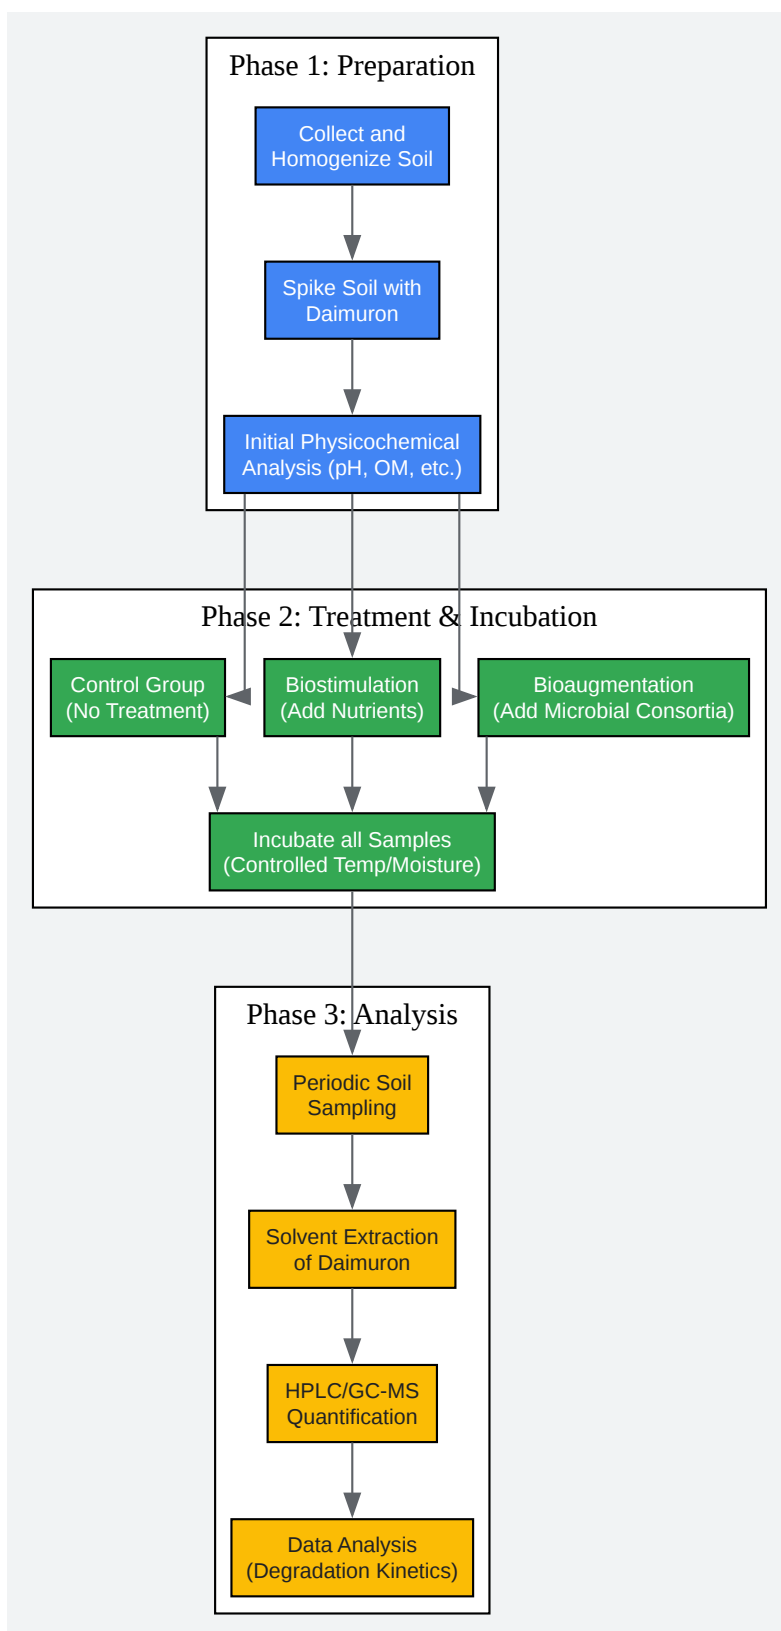 Phase 1: Preparation
Collect and
Homogenize Soil
Spike Soil with
Daimuron
Initial Physicochemical
Analysis (pH, OM, etc.)
Phase 2: Treatment & Incubation
Control Group
(No Treatment)
Biostimulation
(Add Nutrients)
Bioaugmentation
(Add Microbial Consortia)
Incubate all Samples
(Controlled Temp/Moisture)
Phase 3: Analysis
Periodic Soil
Sampling
Solvent Extraction
of Daimuron
HPLC/GC-MS
Quantification
Data Analysis
(Degradation Kinetics)